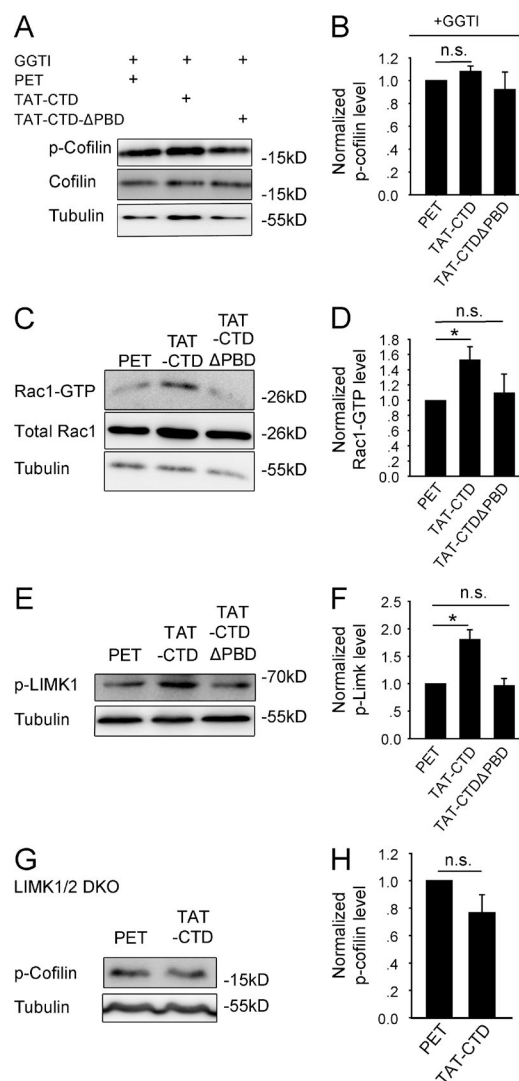 A
GGTI + + +
PET +
TAT-CTD +
TAT-CTD-ΔPBD +
p-Cofilin -15kD
Cofilin -15kD
Tubulin -55kD
B
+GGTI
n.s.
Normalized
p-cofilin level
1.2
1.0
.8
.6
.4
.2
0.0
PET
TAT-CTD
TAT-CTDΔPBD
C
PET
TAT
-CTD
TAT
-CTD
ΔPBD
Rac1-GTP -26kD
Total Rac1 -26kD
Tubulin -55kD
D
n.s.
*
Normalized
Rac1-GTP level
1.8
1.6
1.4
1.2
1.0
.8
.6
.4
.2
0.0
PET
TAT-CTD
TAT-CTDΔPBD
E
PET
TAT
-CTD
TAT
-CTD
ΔPBD
p-LIMK1 -70kD
Tubulin -55kD
F
n.s.
*
Normalized
p-Limk level
2.5
2.0
1.5
1.0
0.5
0.0
PET
TAT-CTD
TAT-CTDΔPBD
G
LIMK1/2 DKO
PET
TAT
-CTD
p-Cofilin -15kD
Tubulin -55kD
H
n.s.
Normalized
p-cofilin level
1.0
.8
.6
.4
.2
0.0
PET
TAT-CTD